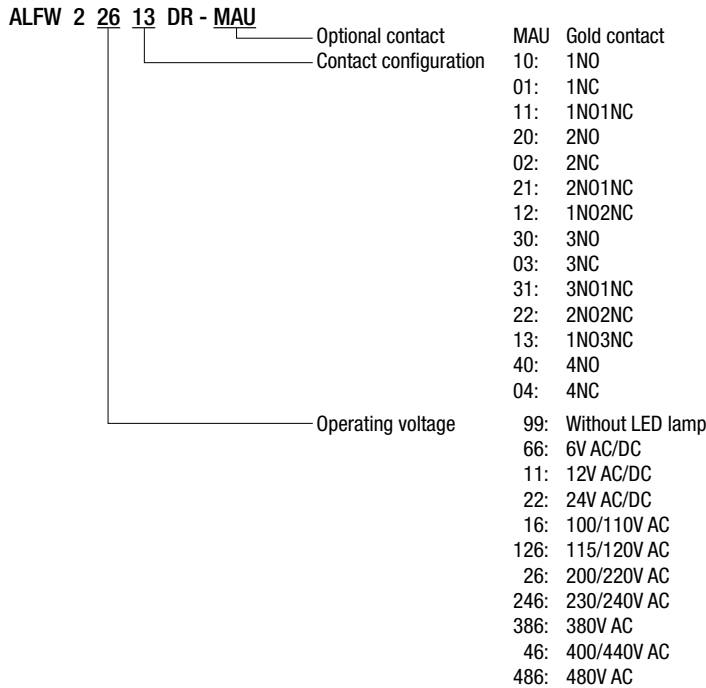 ALFW 2 26 13 DR - MAU
Optional contact MAU Gold contact
Contact configuration 10: 1NO
01: 1NC
11: 1NO1NC
20: 2NO
02: 2NC
21: 2NO1NC
12: 1NO2NC
30: 3NO
03: 3NC
31: 3NO1NC
22: 2NO2NC
13: 1NO3NC
40: 4NO
04: 4NC
Operating voltage 99: Without LED lamp
66: 6V AC/DC
11: 12V AC/DC
22: 24V AC/DC
16: 100/110V AC
126: 115/120V AC
26: 200/220V AC
246: 230/240V AC
386: 380V AC
46: 400/440V AC
486: 480V AC